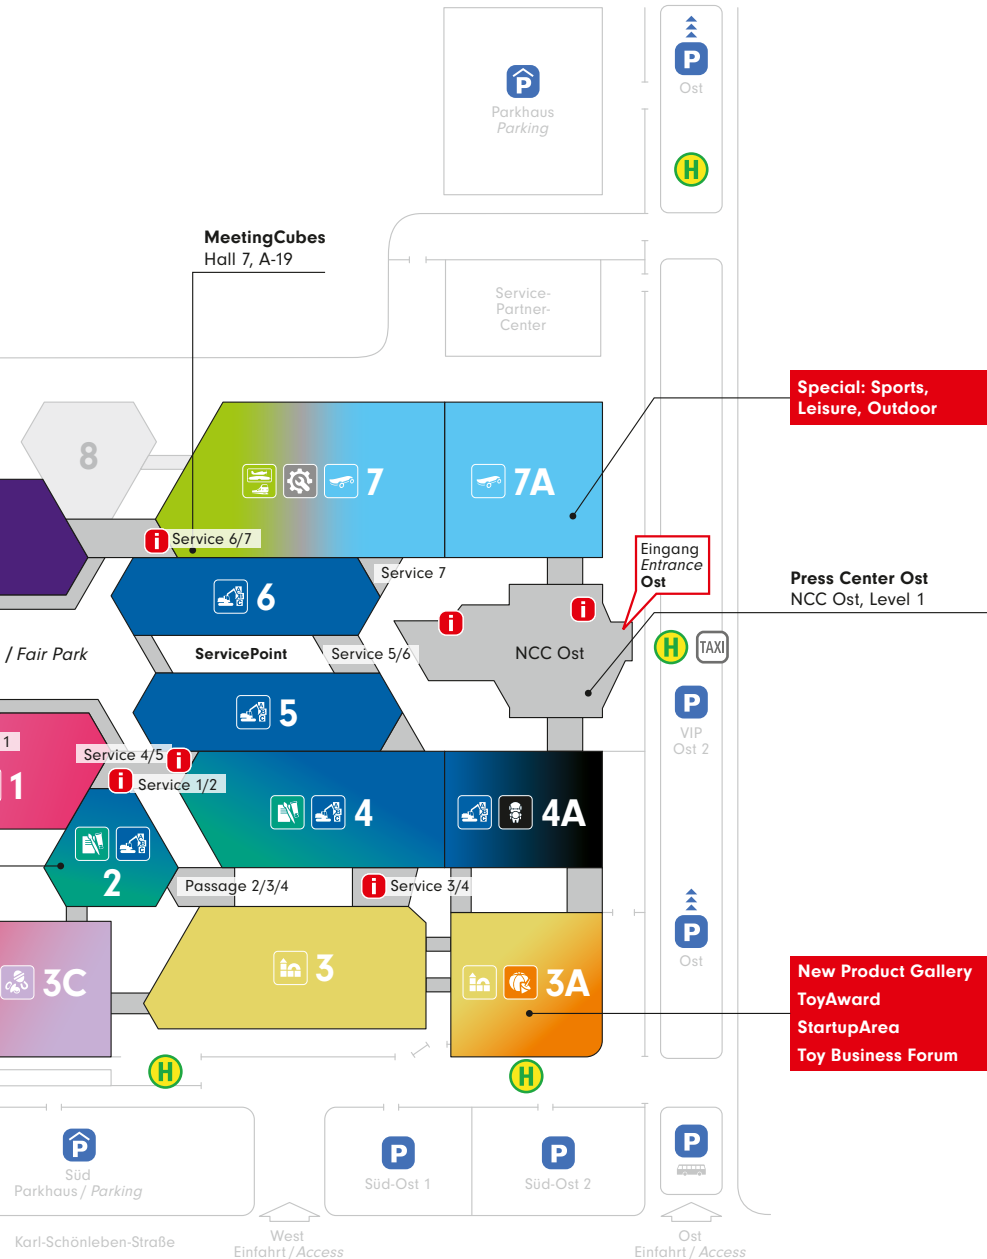 P
Ost
P
Parkhaus
Parking
H
MeetingCubes
Hall 7, A-19
Service-
Partner-
Center
Special: Sports,
Leisure, Outdoor
8
7
7A
i Service 6/7
Eingang
Entrance
Ost
Service 7
Press Center Ost
NCC Ost, Level 1
6
i
i
/ Fair Park
ServicePoint
Service 5/6
NCC Ost
H
TAXI
5
P
VIP
Ost 2
1
Service 4/5
i
i
Service 1/2
11
4
4A
2
Passage 2/3/4
i Service 3/4
P
Ost
3
3A
3C
New Product Gallery
ToyAward
StartupArea
Toy Business Forum
H
H
P
Süd
Parkhaus / Parking
P
Süd-Ost 1
P
Süd-Ost 2
P
Karl-Schönleben-Straße
West
Einfahrt / Access
Ost
Einfahrt / Access